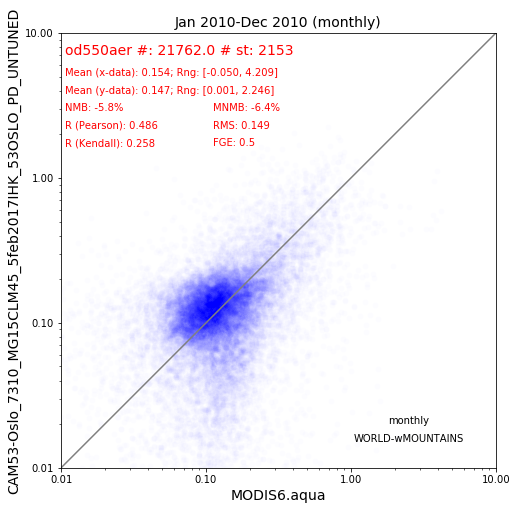 Jan 2010-Dec 2010 (monthly)
10.00
od550aer #: 21762.0 # st: 2153
Mean (x-data): 0.154; Rng: [-0.050, 4.209]
Mean (y-data): 0.147; Rng: [0.001, 2.246]
NMB: -5.8% MNMB: -6.4%
R (Pearson): 0.486 RMS: 0.149
R (Kendall): 0.258 FGE: 0.5
CAM53-Oslo_7310_MG15CLM45_5feb2017IHK_53OSLO_PD_UNTUNED
1.00
0.10
monthly
WORLD-wMOUNTAINS
0.01
0.01 0.10 1.00 10.00
MODIS6.aqua